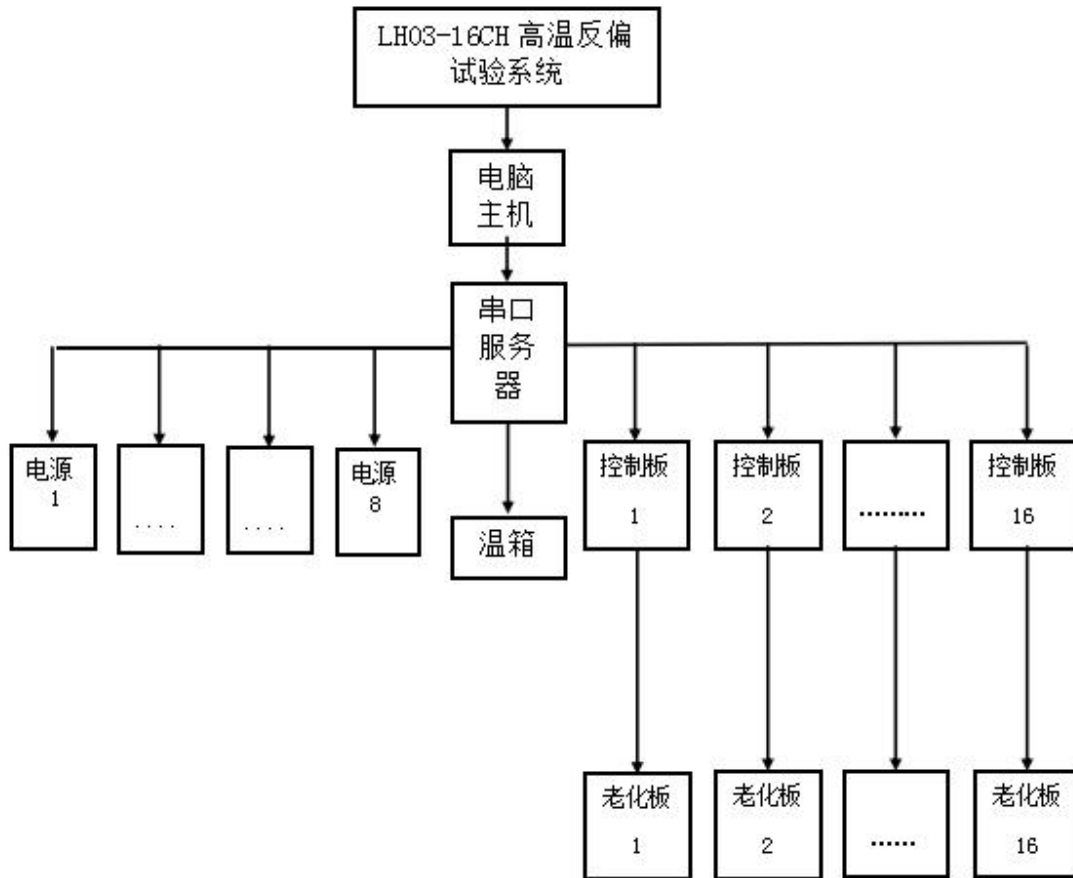 LH03-16CH 高温反偏
试验系统
电脑
主机
串口
服务
器
电源
1
....
....
电源
8
温箱
控制板
1
控制板
2
.........
控制板
16
老化板
1
老化板
2
......
老化板
16